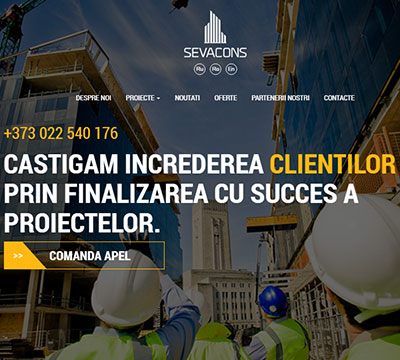 SEVACONS
Ru Ro En
DESPRE NOI PROIECTE NOUTATI OFERTE PARTENERII NOSTRI CONTACTE
+373 022 540 176
CASTIGAM INCREDEREA CLIENTILOR
PRIN FINALIZAREA CU SUCCES A
PROIECTELOR.
>> COMANDA APEL